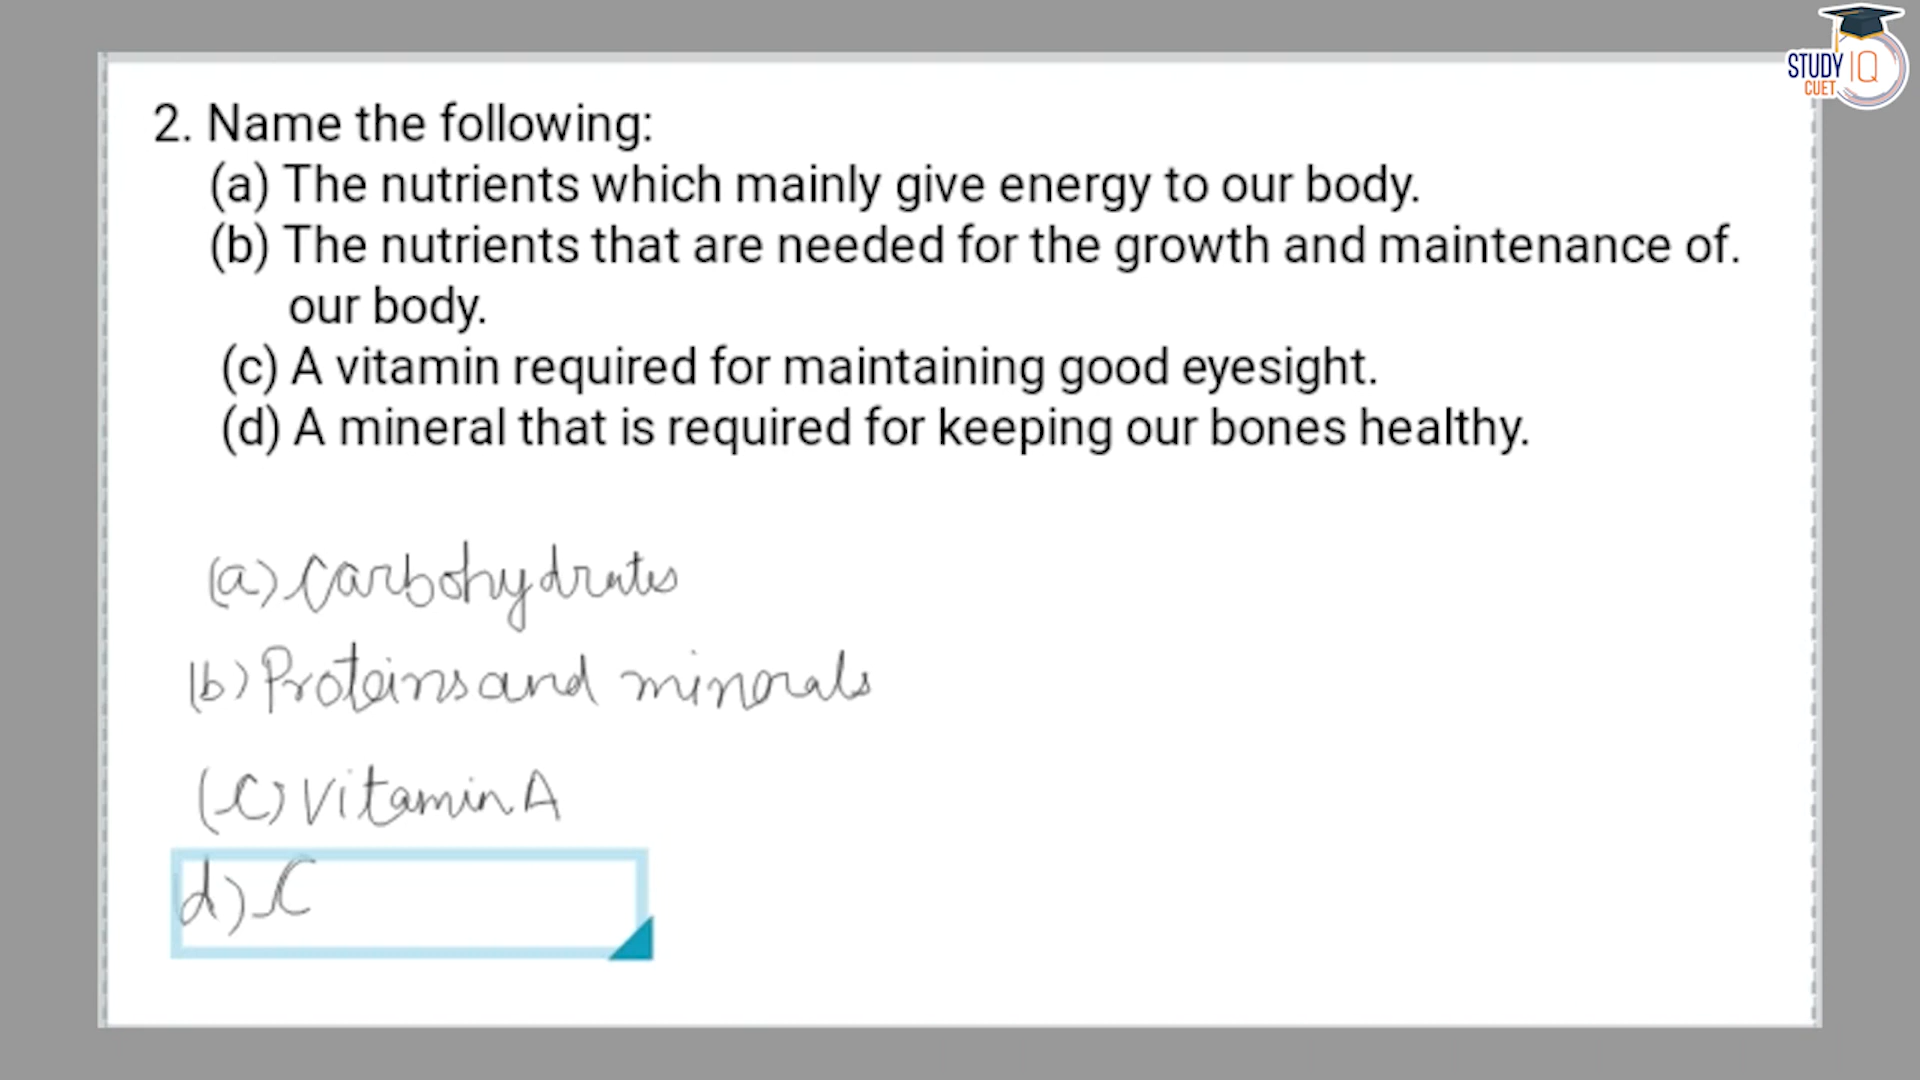 STUDY IQ
CUET
2. Name the following:
(a) The nutrients which mainly give energy to our body.
(b) The nutrients that are needed for the growth and maintenance of.
our body.
(c) A vitamin required for maintaining good eyesight.
(d) A mineral that is required for keeping our bones healthy.
(a) Carbohydrates
(b) Proteins and minerals
(C) Vitamin A
d) C